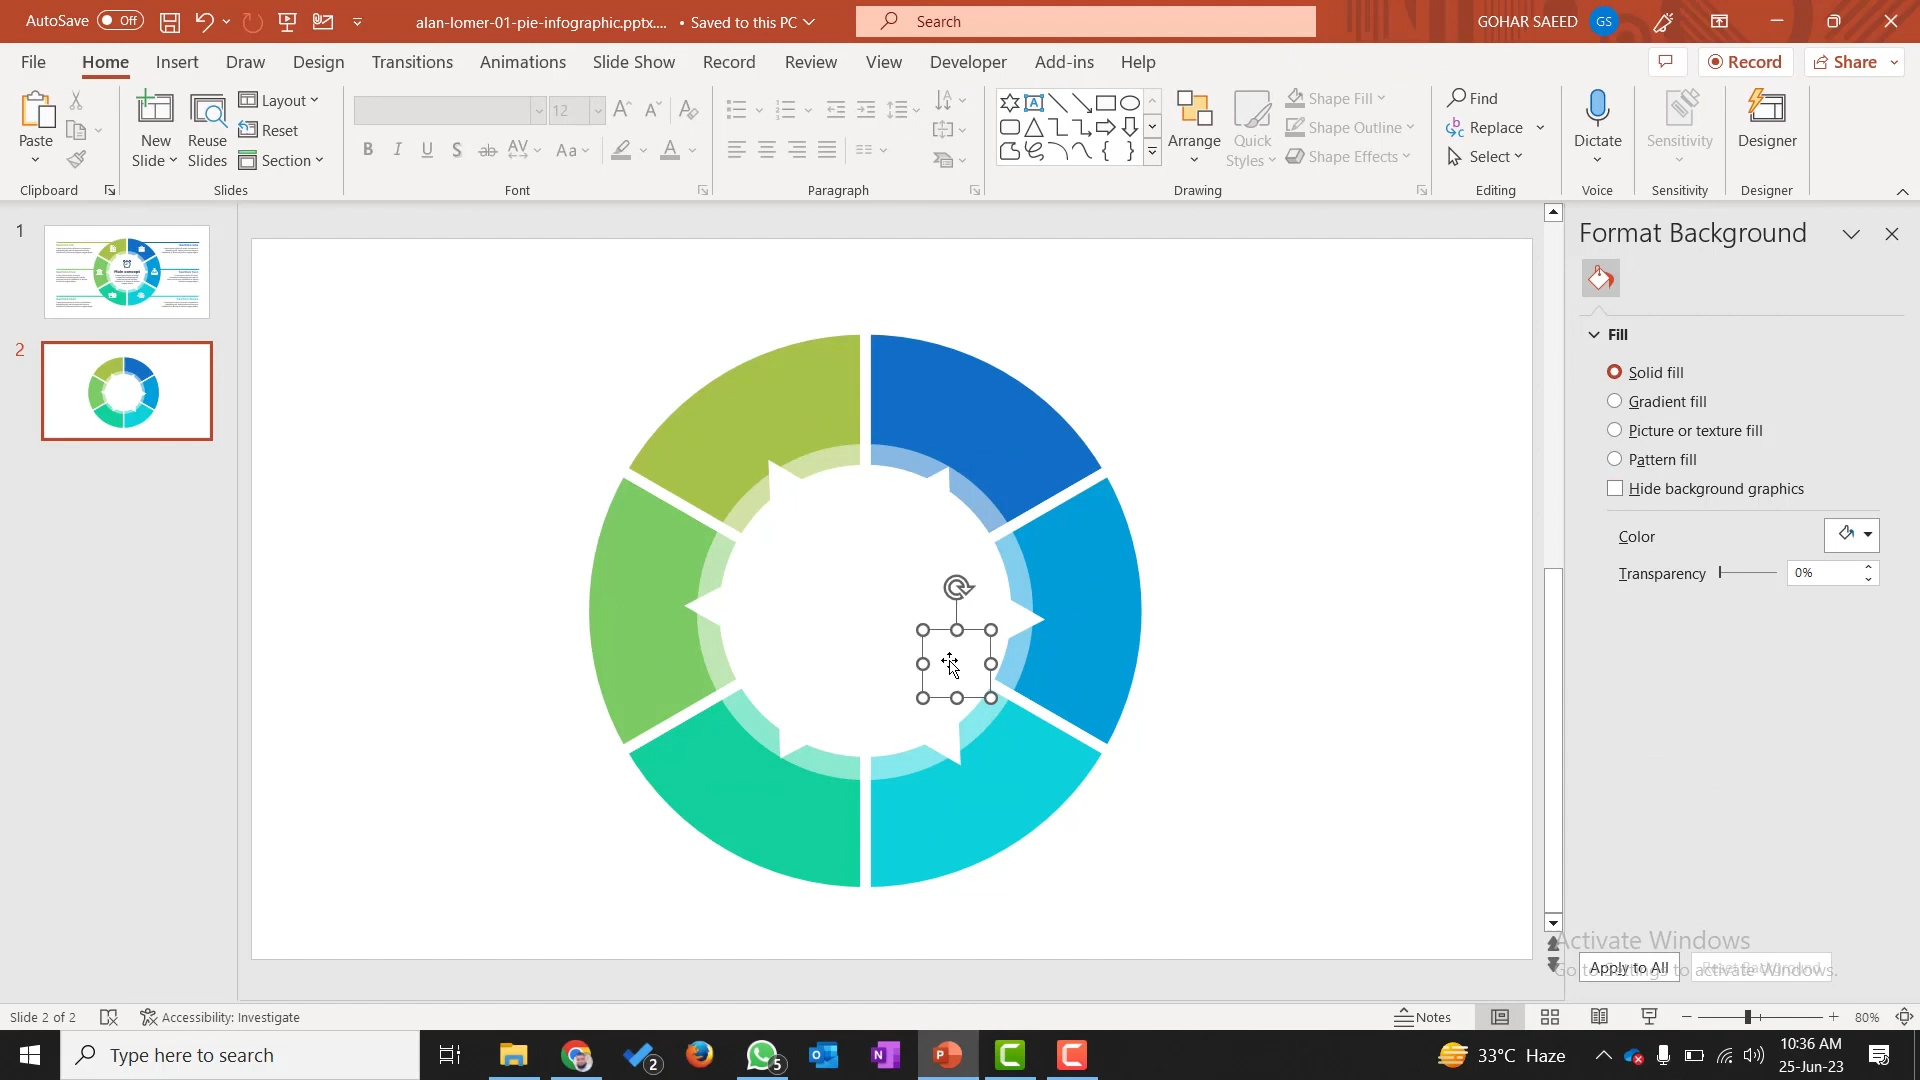 AutoSave Off alan-lomer-01-pie-infographic.pptx.... • Saved to this PC Search GOHAR SAEED GS
File Home Insert Draw Design Transitions Animations Slide Show Record Review View Developer Add-ins Help Record Share
Paste
New
Slide
Reuse
Slides
Layout
Reset
Section
12
Arrange
Quick
Styles
Shape Fill
Shape Outline
Shape Effects
Find
Replace
Select
Dictate
Sensitivity
Designer
Clipboard Slides Font Paragraph Drawing Editing Voice Sensitivity Designer
1
2
Main concept
Format Background
Fill
Solid fill
Gradient fill
Picture or texture fill
Pattern fill
Hide background graphics
Color
Transparency 0%
Activate Windows
Go to Settings to activate Windows.
Apply to All
Reset Background
Slide 2 of 2 Accessibility: Investigate Notes 80%
Type here to search 2 5 33°C Haze 10:36 AM
25-Jun-23